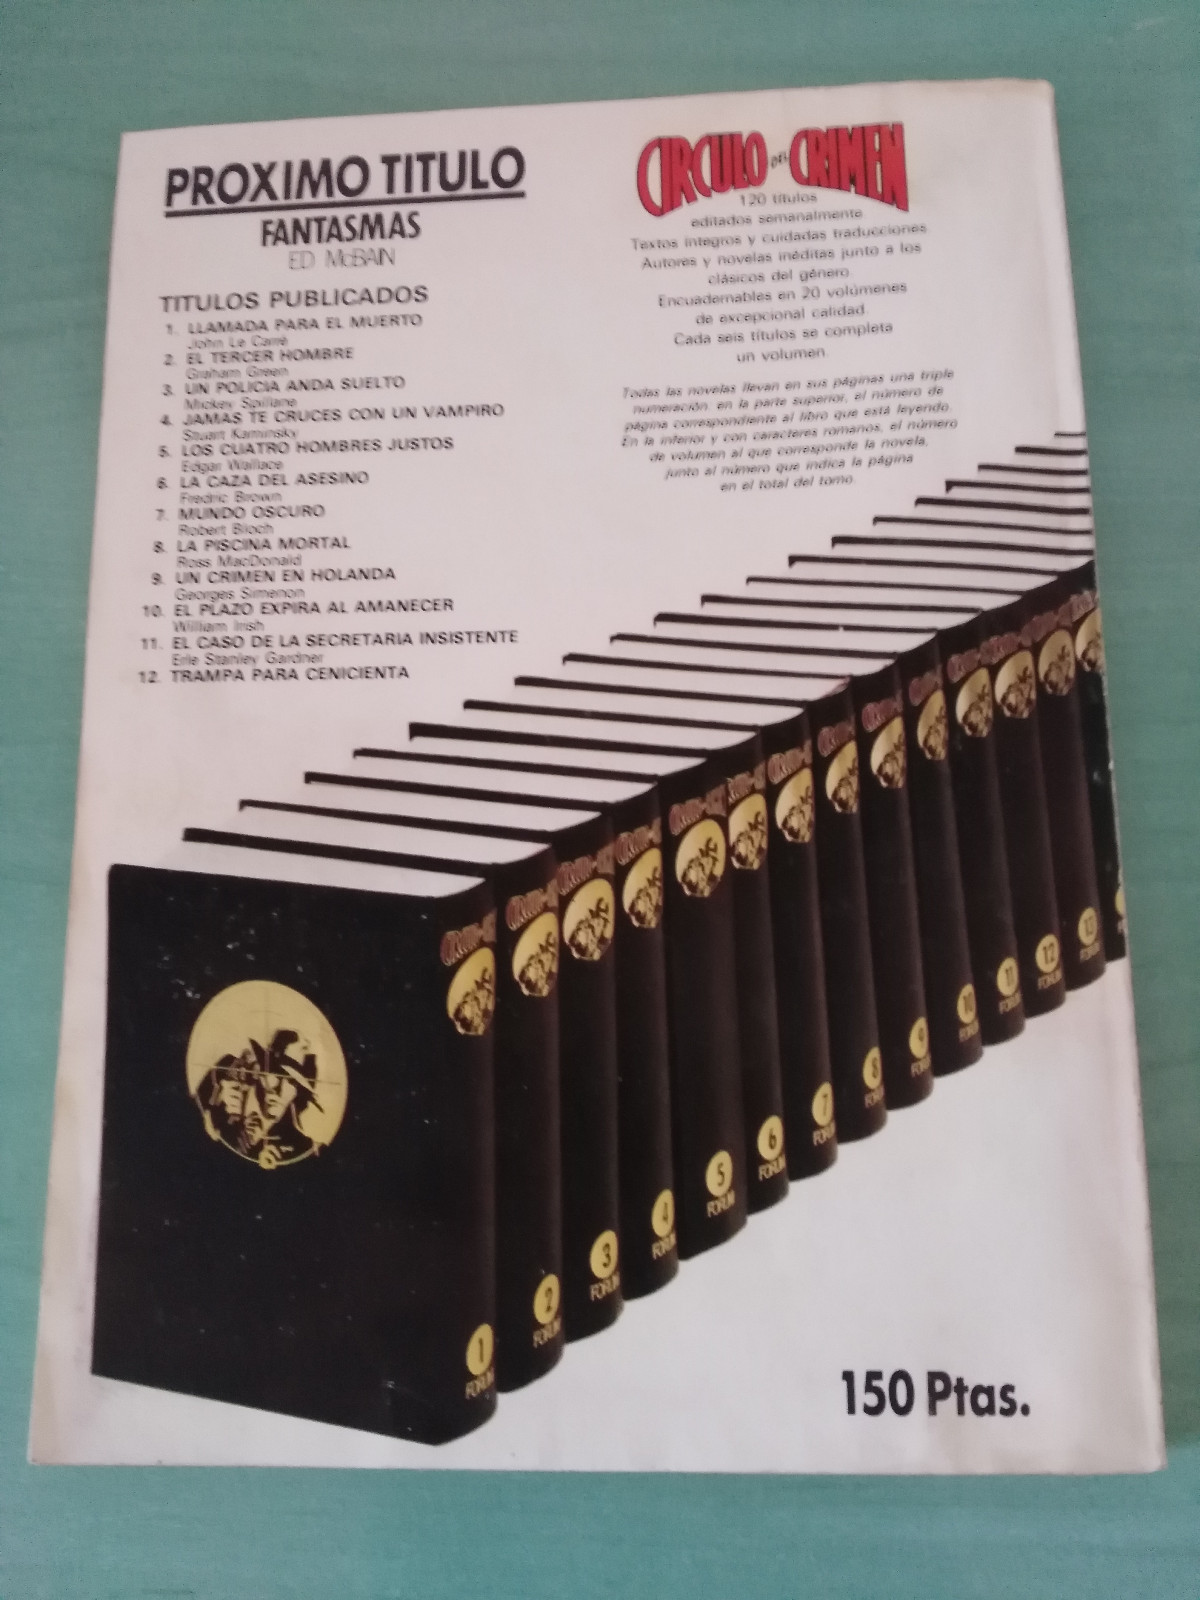 PROXIMO TITULO
FANTASMAS
ED McBAIN
TITULOS PUBLICADOS
1. LLAMADA PARA EL MUERTO
John Le Carré
2. EL TERCER HOMBRE
Graham Green
3. UN POLICIA ANDA SUELTO
Mickey Spillane
4. JAMAS TE CRUCES CON UN VAMPIRO
Stuart Kaminsky
5. LOS CUATRO HOMBRES JUSTOS
Edgar Wallace
6. LA CAZA DEL ASESINO
Fredric Brown
7. MUNDO OSCURO
Robert Bloch
8. LA PISCINA MORTAL
Ross MacDonald
9. UN CRIMEN EN HOLANDA
Georges Simenon
10. EL PLAZO EXPIRA AL AMANECER
William Irish
11. EL CASO DE LA SECRETARIA INSISTENTE
Erle Stanley Gardner
12. TRAMPA PARA CENICIENTA
CIRCULO DEL CRIMEN
120 títulos
editados semanalmente
Textos íntegros y cuidadas traducciones
Autores y novelas inéditas junto a los
clásicos del género.
Encuadernables en 20 volúmenes
de excepcional calidad.
Cada seis títulos se completa
un volumen.
Todas las novelas llevan en sus páginas una triple
numeración: en la parte superior, el número de
página correspondiente al libro que está leyendo.
En la inferior y con caracteres romanos, el número
de volumen al que corresponde la novela,
junto al número que indica la página
en el total del tomo.
1
FORUM
2
FORUM
3
FORUM
4
FORUM
5
FORUM
6
FORUM
7
FORUM
8
FORUM
9
FORUM
10
FORUM
11
FORUM
12
FORUM
13
FORUM
150 Ptas.